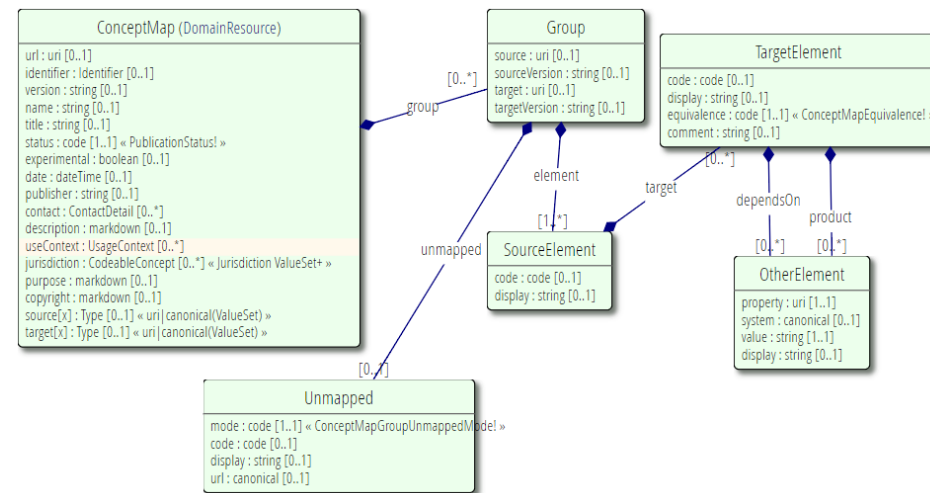 ConceptMap (DomainResource)
url : uri [0..1]
identifier : Identifier [0..1]
version : string [0..1]
name : string [0..1]
title : string [0..1]
status : code [1..1] « PublicationStatus! »
experimental : boolean [0..1]
date : dateTime [0..1]
publisher : string [0..1]
contact : ContactDetail [0..*]
description : markdown [0..1]
useContext : UsageContext [0..*]
jurisdiction : CodeableConcept [0..*] « Jurisdiction ValueSet+ »
purpose : markdown [0..1]
copyright : markdown [0..1]
source[x] : Type [0..1] « uri|canonical(ValueSet) »
target[x] : Type [0..1] « uri|canonical(ValueSet) »
[0..*]
group
Group
source : uri [0..1]
sourceVersion : string [0..1]
target : uri [0..1]
targetVersion : string [0..1]
TargetElement
code : code [0..1]
display : string [0..1]
equivalence : code [1..1] « ConceptMapEquivalence! »
comment : string [0..1]
element
[1..*]
[0..*]
target
dependsOn
[0..*]
product
[0..*]
unmapped
[0..1]
SourceElement
code : code [0..1]
display : string [0..1]
OtherElement
property : uri [1..1]
system : canonical [0..1]
value : string [1..1]
display : string [0..1]
Unmapped
mode : code [1..1] « ConceptMapGroupUnmappedMode! »
code : code [0..1]
display : string [0..1]
url : canonical [0..1]